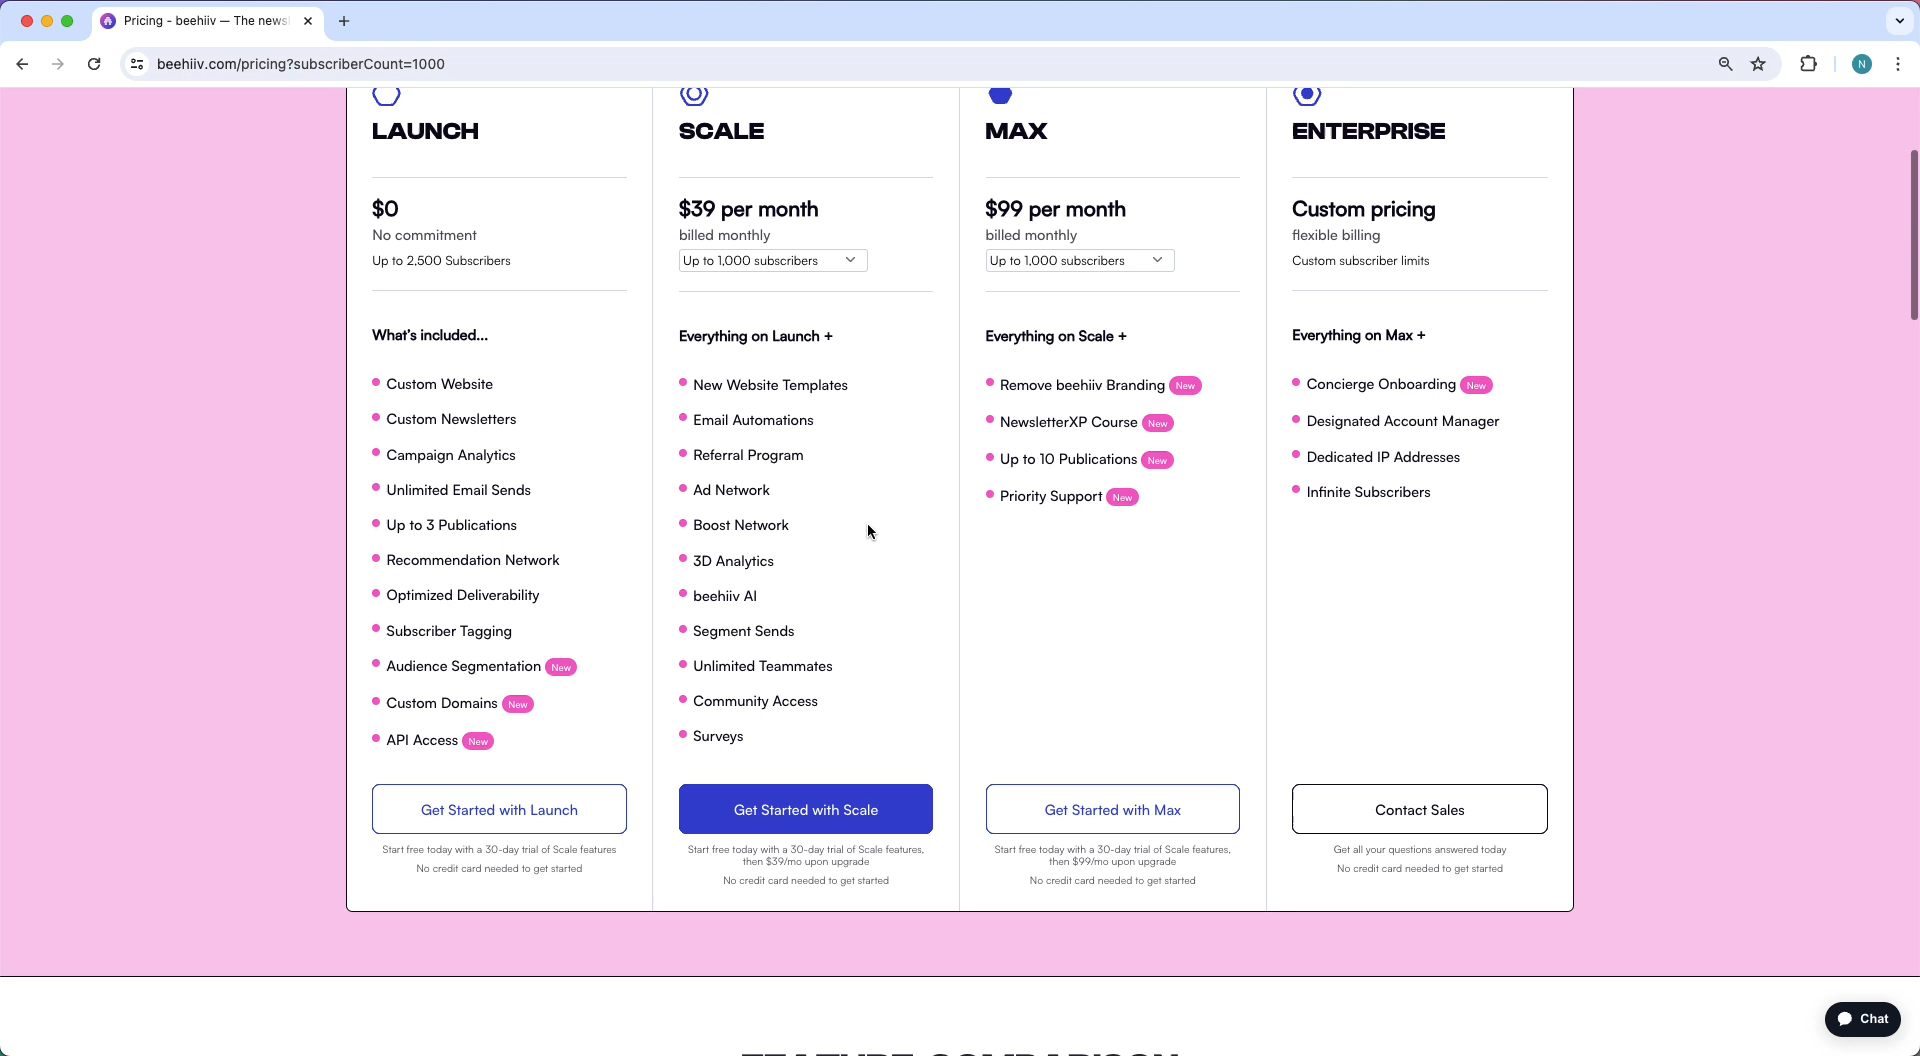 Pricing - beehiiv — The news
beehiiv.com/pricing?subscriberCount=1000
N
LAUNCH
$0
No commitment
Up to 2,500 Subscribers
What's included...
Custom Website
Custom Newsletters
Campaign Analytics
Unlimited Email Sends
Up to 3 Publications
Recommendation Network
Optimized Deliverability
Subscriber Tagging
Audience Segmentation New
Custom Domains New
API Access New
Get Started with Launch
Start free today with a 30-day trial of Scale features
No credit card needed to get started
SCALE
$39 per month
billed monthly
Up to 1,000 subscribers
Everything on Launch +
New Website Templates
Email Automations
Referral Program
Ad Network
Boost Network
3D Analytics
beehiiv AI
Segment Sends
Unlimited Teammates
Community Access
Surveys
Get Started with Scale
Start free today with a 30-day trial of Scale features,
then $39/mo upon upgrade
No credit card needed to get started
MAX
$99 per month
billed monthly
Up to 1,000 subscribers
Everything on Scale +
Remove beehiiv Branding New
NewsletterXP Course New
Up to 10 Publications New
Priority Support New
Get Started with Max
Start free today with a 30-day trial of Scale features,
then $99/mo upon upgrade
No credit card needed to get started
ENTERPRISE
Custom pricing
flexible billing
Custom subscriber limits
Everything on Max +
Concierge Onboarding New
Designated Account Manager
Dedicated IP Addresses
Infinite Subscribers
Contact Sales
Get all your questions answered today
No credit card needed to get started
Chat